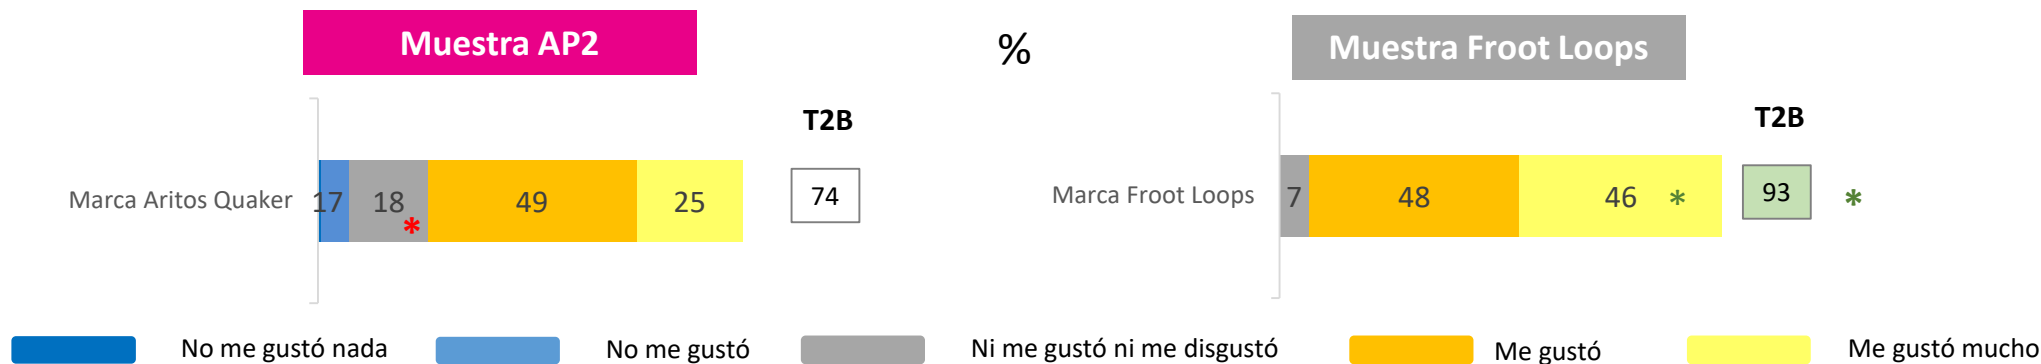 Muestra AP2
%
Muestra Froot Loops
T2B
T2B
Marca Aritos Quaker
1 7 18 * 49 25 74
Marca Froot Loops
7 48 46 * 93 *
No me gustó nada
No me gustó
Ni me gustó ni me disgustó
Me gustó
Me gustó mucho